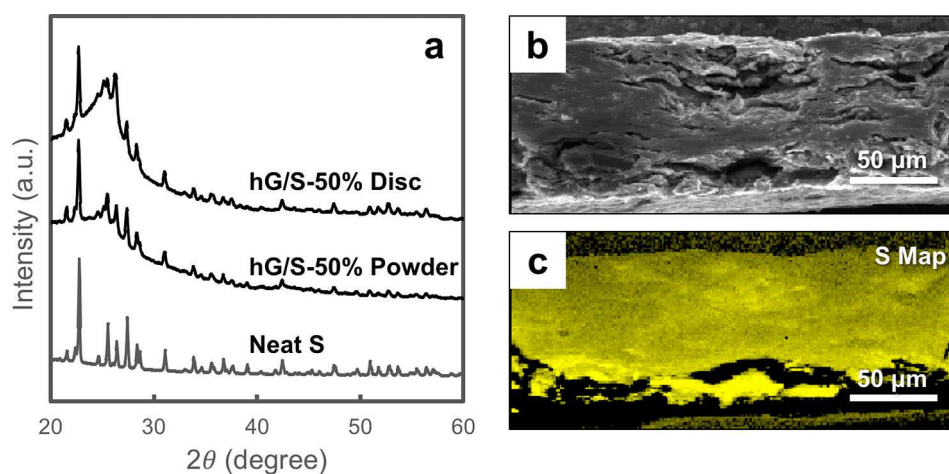 a
Intensity (a.u.)
hG/S-50% Disc
hG/S-50% Powder
Neat S
20 30 40 50 60
2θ (degree)
b
50 µm
c
S Map
50 µm